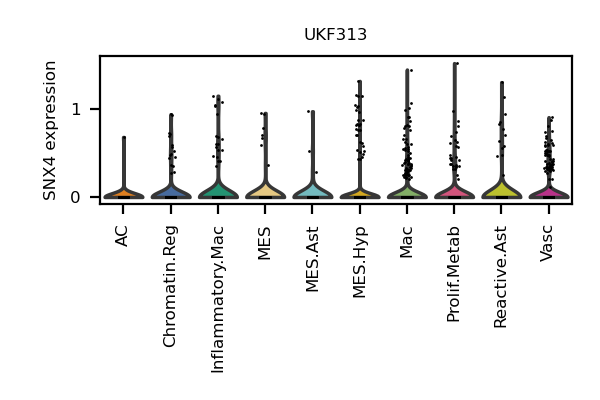 UKF313
SNX4 expression
1
0
AC
Chromatin.Reg
Inflammatory.Mac
MES
MES.Ast
MES.Hyp
Mac
Prolif.Metab
Reactive.Ast
Vasc